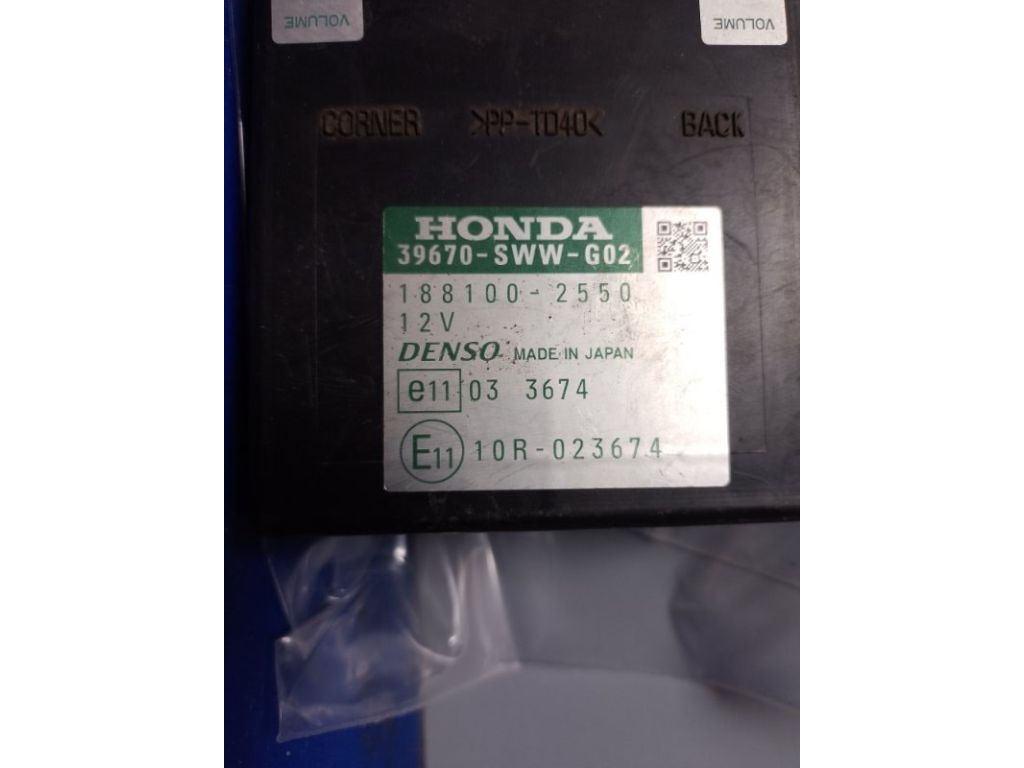 VOLUME VOLUME
CORNER >PP-TD40< BACK
HONDA
39670-SWW-G02
188100-2550
12V
DENSO MADE IN JAPAN
e11 03 3674
E11 10R-023674